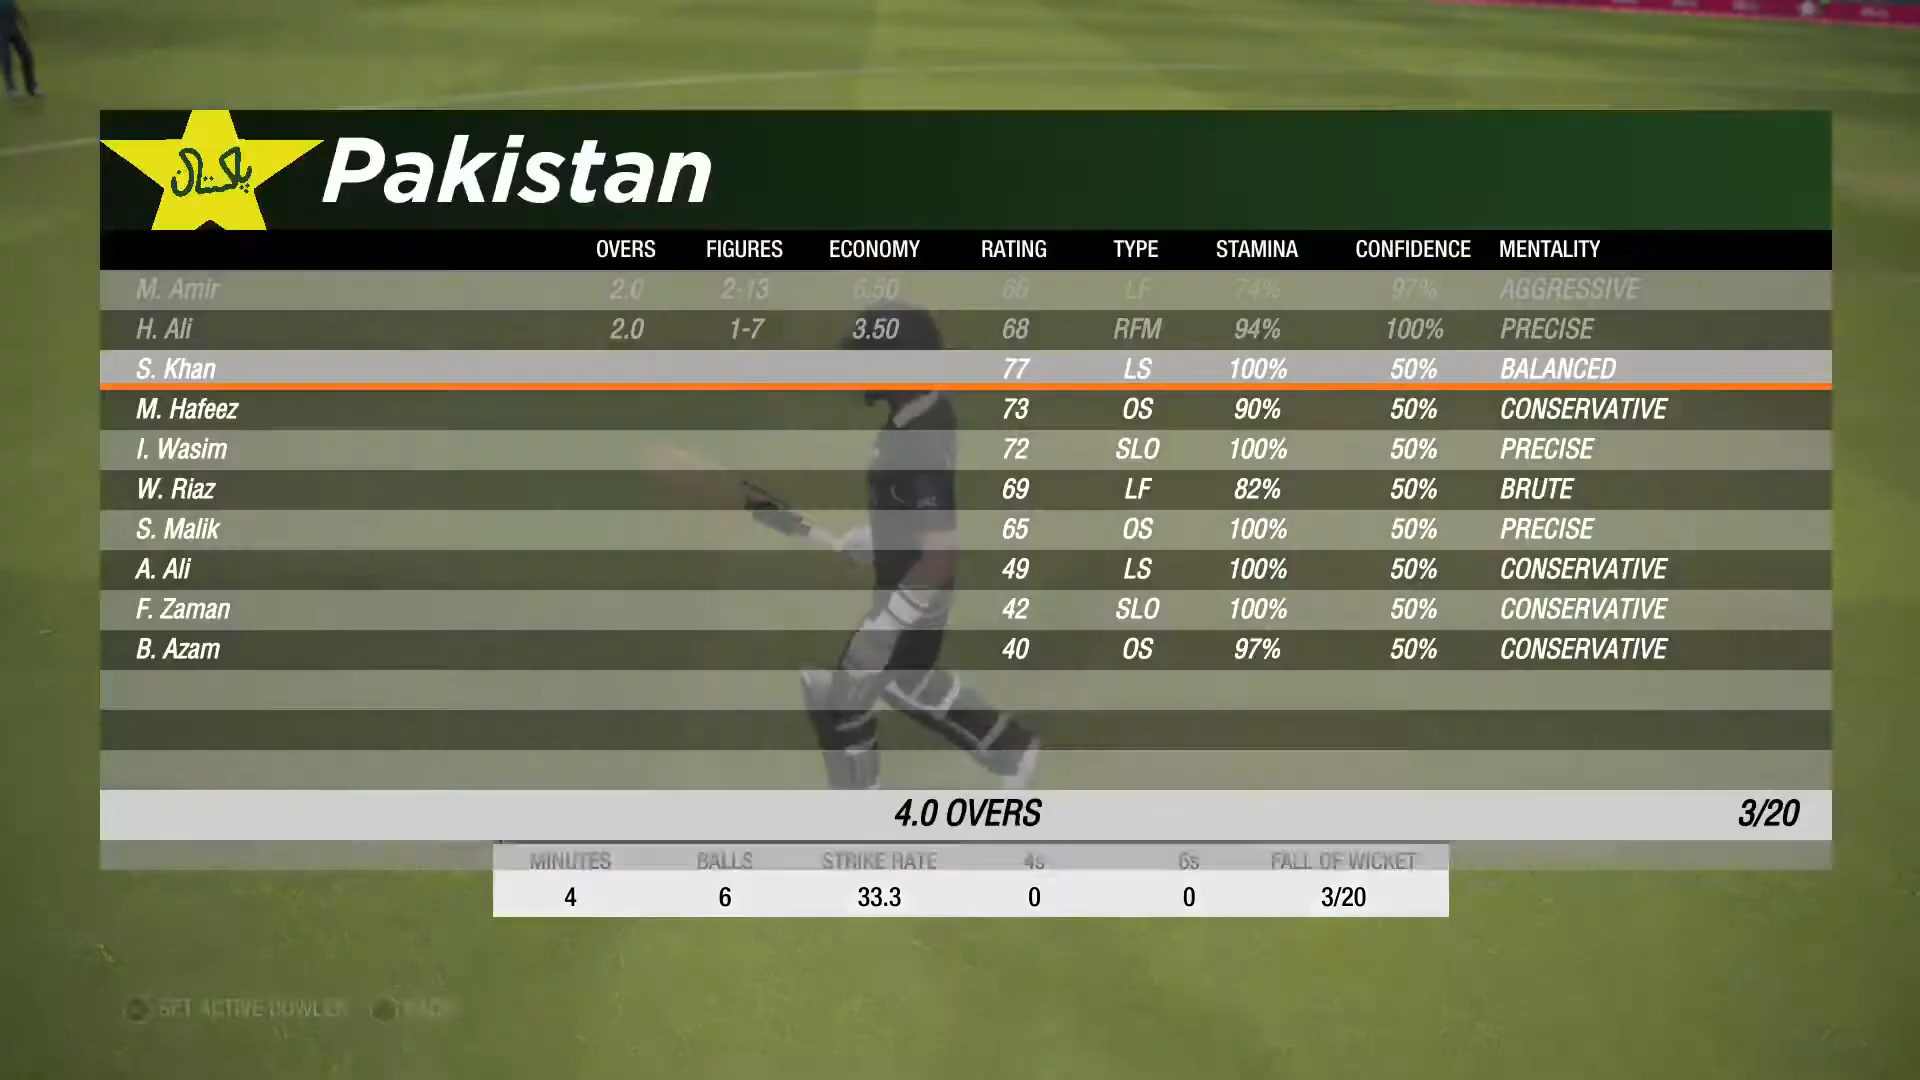 پاکستان
Pakistan
OVERS FIGURES ECONOMY RATING TYPE STAMINA CONFIDENCE MENTALITY
M. Amir 2.0 2-13 6.50 66 LF 74% 97% AGGRESSIVE
H. Ali 2.0 1-7 3.50 68 RFM 94% 100% PRECISE
S. Khan 77 LS 100% 50% BALANCED
M. Hafeez 73 OS 90% 50% CONSERVATIVE
I. Wasim 72 SLO 100% 50% PRECISE
W. Riaz 69 LF 82% 50% BRUTE
S. Malik 65 OS 100% 50% PRECISE
A. Ali 49 LS 100% 50% CONSERVATIVE
F. Zaman 42 SLO 100% 50% CONSERVATIVE
B. Azam 40 OS 97% 50% CONSERVATIVE
4.0 OVERS 3/20
MINUTES BALLS STRIKE RATE 4s 6s FALL OF WICKET
4 6 33.3 0 0 3/20
SET ACTIVE BOWLER BACK